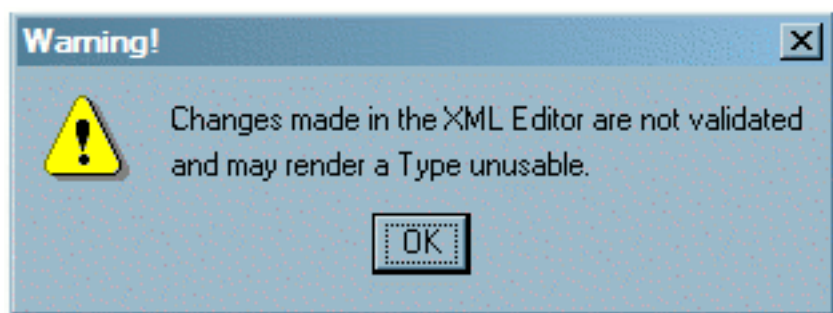 Warning!
Changes made in the XML Editor are not validated
and may render a Type unusable.
OK